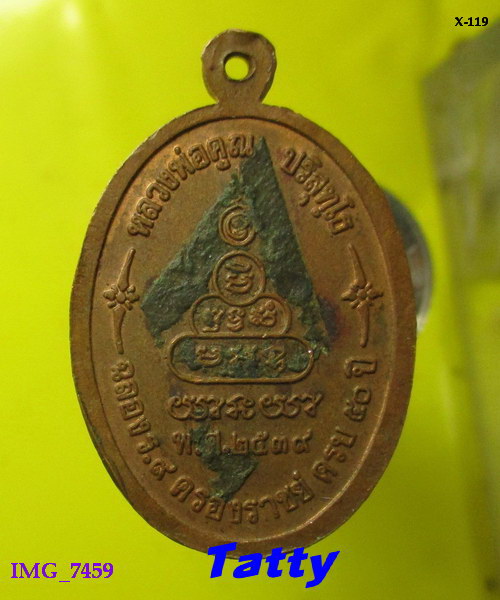 X-119
หลวงพ่อคูณ ปริสุทฺโธ
พ.ศ.๒๕๓๙
ฉลอง ร.๙ ครองราชย์ ครบ ๕๐ ปี
IMG_7459
Tatty